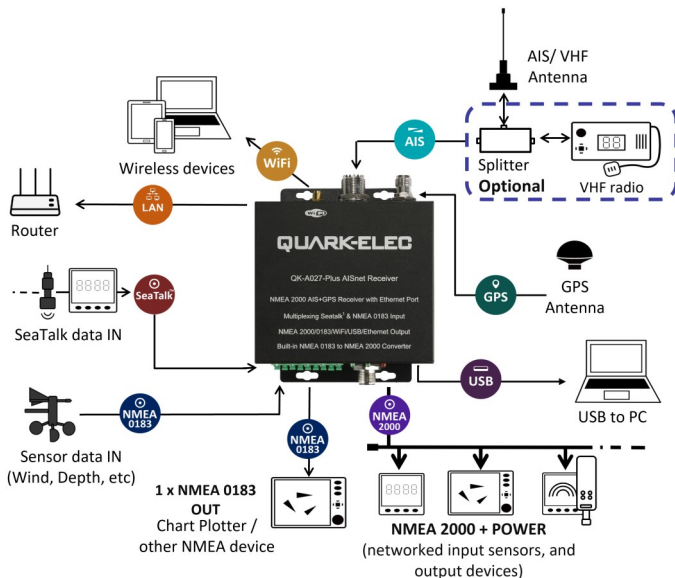 AIS/ VHF
Antenna
AIS
Splitter
Optional
VHF radio
WiFi
Wireless devices
LAN
Router
WiFi
QUARK-ELEC
QK-A027-Plus AISnet Receiver
NMEA 2000 AIS+GPS Receiver with Ethernet Port
Multiplexing Seatalk¹ & NMEA 0183 Input
NMEA 2000/0183/WiFi/USB/Ethernet Output
Built-in NMEA 0183 to NMEA 2000 Converter
GPS
GPS
Antenna
SeaTalk™
SeaTalk data IN
USB
USB to PC
NMEA
0183
Sensor data IN
(Wind, Depth, etc)
NMEA
0183
NMEA
2000
1 x NMEA 0183
OUT
Chart Plotter /
other NMEA device
NMEA 2000 + POWER
(networked input sensors, and
output devices)